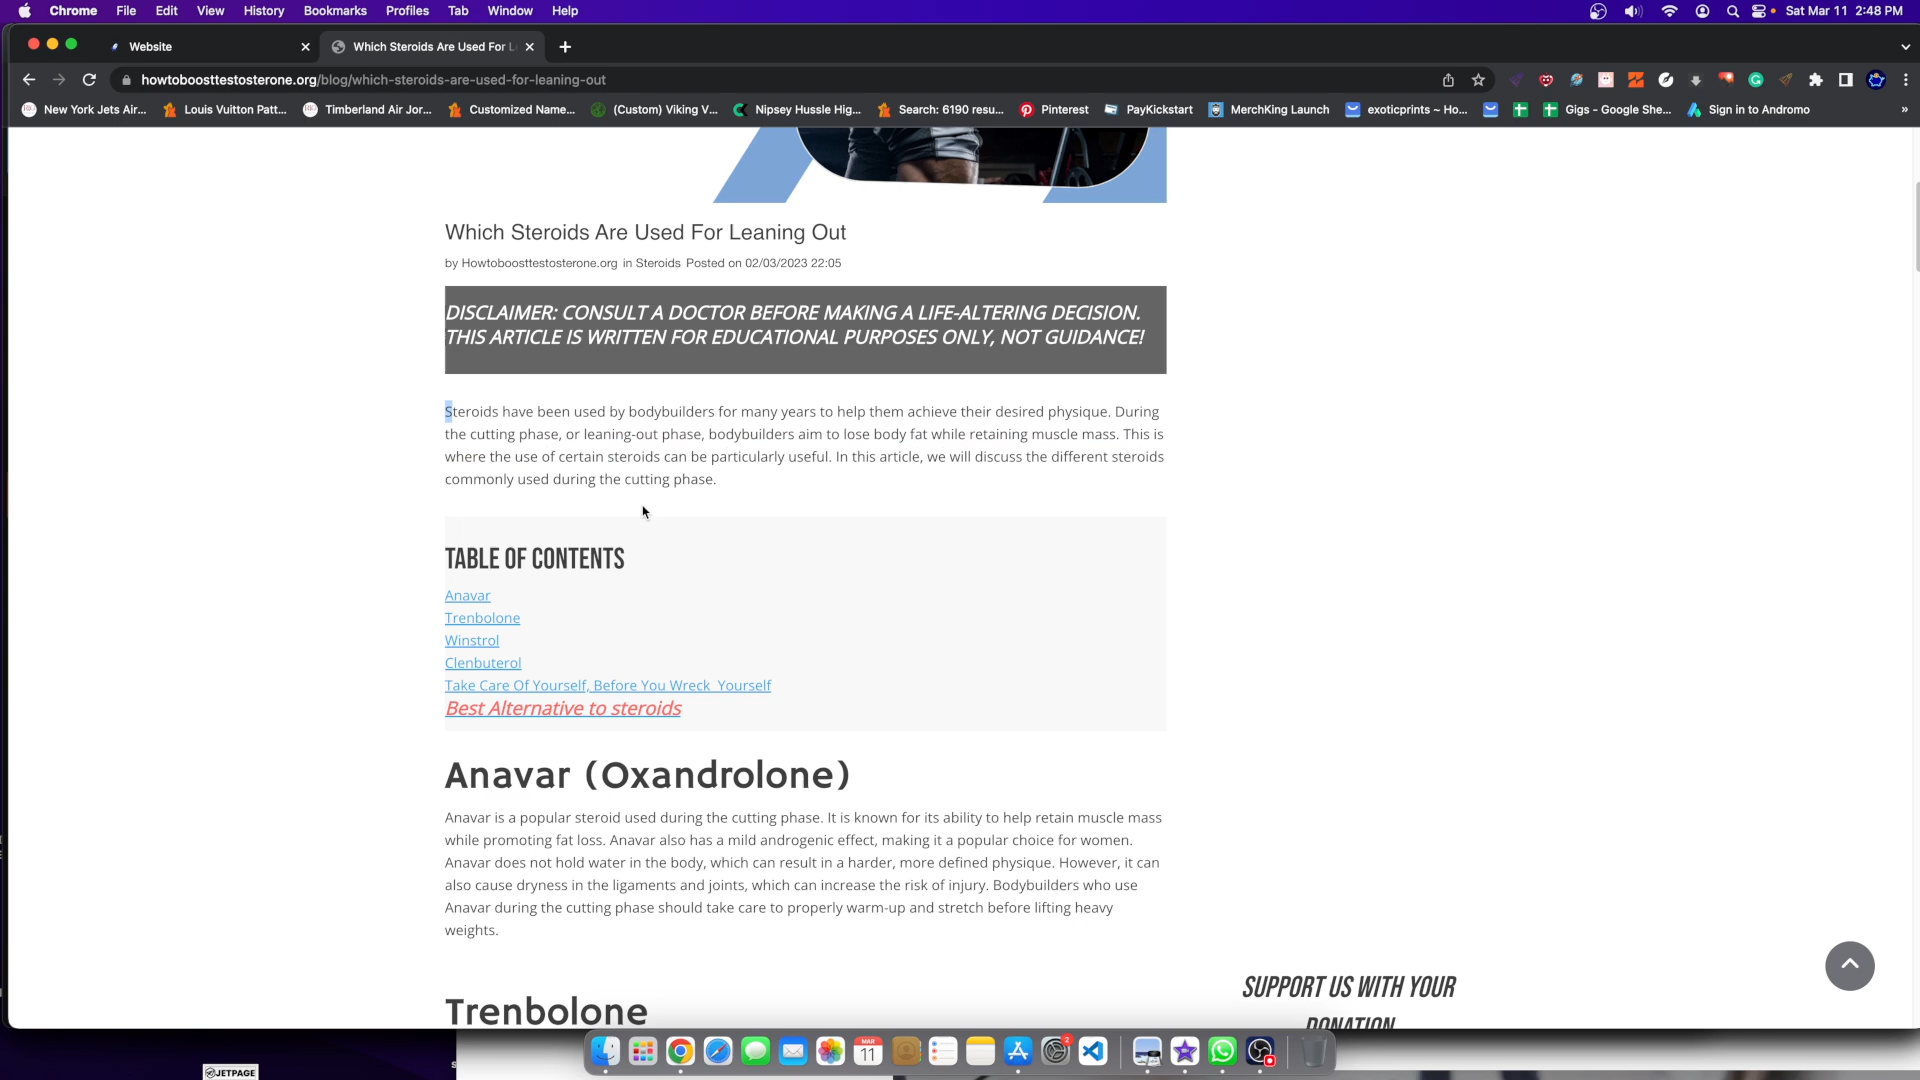 Chrome File Edit View History Bookmarks Profiles Tab Window Help Sat Mar 11 2:48 PM
Website Which Steroids Are Used For L
howtoboosttestosterone.org/blog/which-steroids-are-used-for-leaning-out
New York Jets Air... Louis Vuitton Patt... Timberland Air Jor... Customized Name... (Custom) Viking V... Nipsey Hussle Hig... Search: 6190 resu... Pinterest PayKickstart MerchKing Launch exoticprints ~ Ho... Gigs - Google She... Sign in to Andromo »
Which Steroids Are Used For Leaning Out
by Howtoboosttestosterone.org in Steroids Posted on 02/03/2023 22:05
DISCLAIMER: CONSULT A DOCTOR BEFORE MAKING A LIFE-ALTERING DECISION.
THIS ARTICLE IS WRITTEN FOR EDUCATIONAL PURPOSES ONLY, NOT GUIDANCE!
Steroids have been used by bodybuilders for many years to help them achieve their desired physique. During
the cutting phase, or leaning-out phase, bodybuilders aim to lose body fat while retaining muscle mass. This is
where the use of certain steroids can be particularly useful. In this article, we will discuss the different steroids
commonly used during the cutting phase.
TABLE OF CONTENTS
Anavar
Trenbolone
Winstrol
Clenbuterol
Take Care Of Yourself, Before You Wreck Yourself
Best Alternative to steroids
Anavar (Oxandrolone)
Anavar is a popular steroid used during the cutting phase. It is known for its ability to help retain muscle mass
while promoting fat loss. Anavar also has a mild androgenic effect, making it a popular choice for women.
Anavar does not hold water in the body, which can result in a harder, more defined physique. However, it can
also cause dryness in the ligaments and joints, which can increase the risk of injury. Bodybuilders who use
Anavar during the cutting phase should take care to properly warm-up and stretch before lifting heavy
weights.
SUPPORT US WITH YOUR
DONATION
Trenbolone
MAR
11
2
JETPAGE